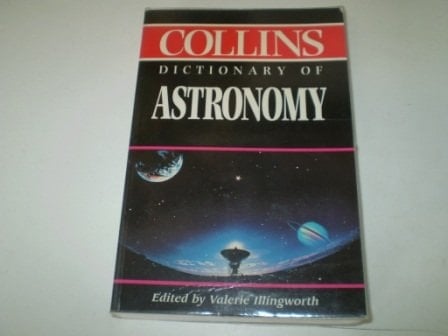 COLLINS
DICTIONARY OF
ASTRONOMY
Edited by Valerie Illingworth